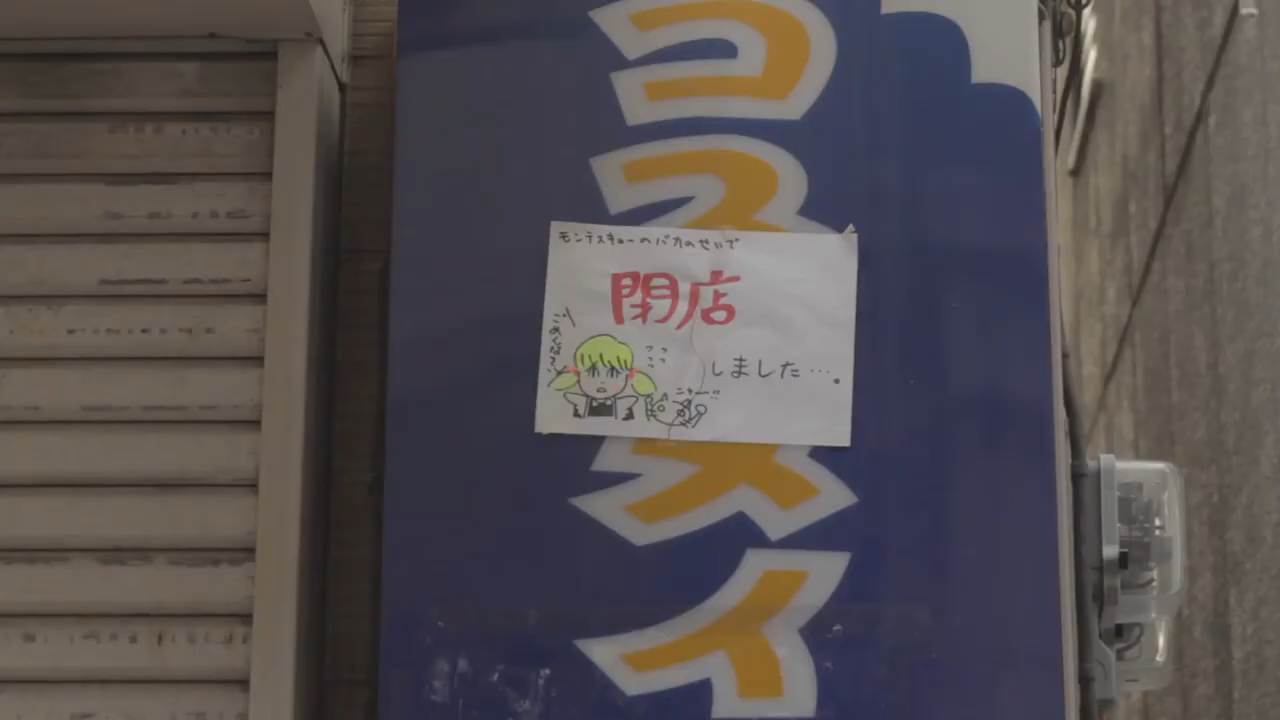 コスメイ
モンテスキューのバカのせいで
閉店
しました…。
ごめんなさい
ニャー!!